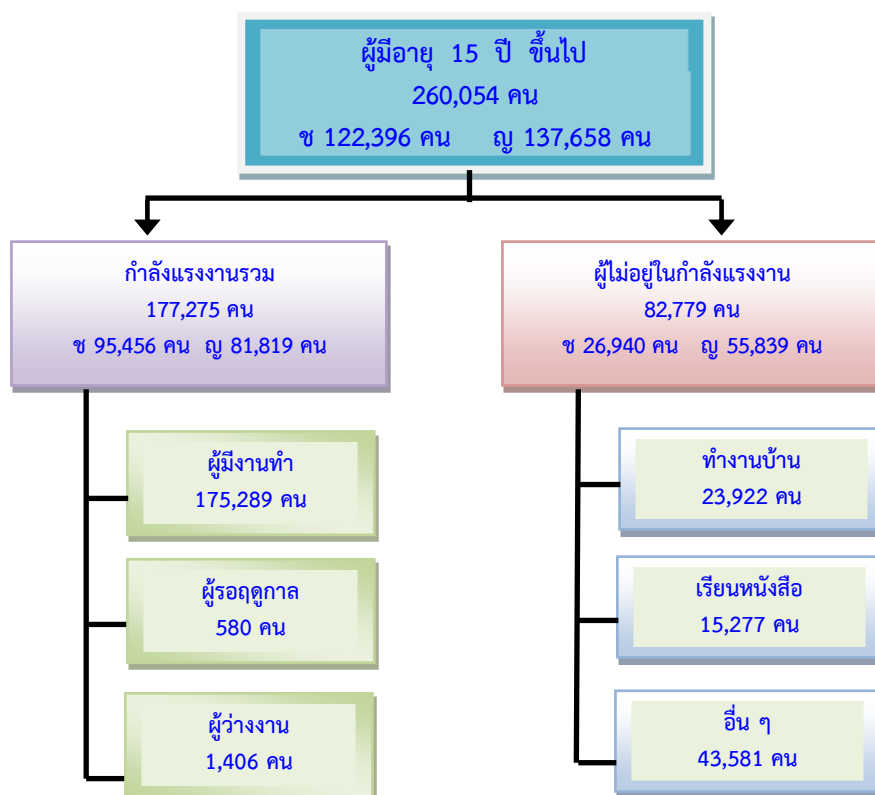 ผู้มีอายุ 15 ปี ขึ้นไป
260,054 คน
ช 122,396 คน ญ 137,658 คน
กำลังแรงงานรวม
177,275 คน
ช 95,456 คน ญ 81,819 คน
ผู้ไม่อยู่ในกำลังแรงงาน
82,779 คน
ช 26,940 คน ญ 55,839 คน
ผู้มีงานทำ
175,289 คน
ผู้รอฤดูกาล
580 คน
ผู้ว่างงาน
1,406 คน
ทำงานบ้าน
23,922 คน
เรียนหนังสือ
15,277 คน
อื่น ๆ
43,581 คน